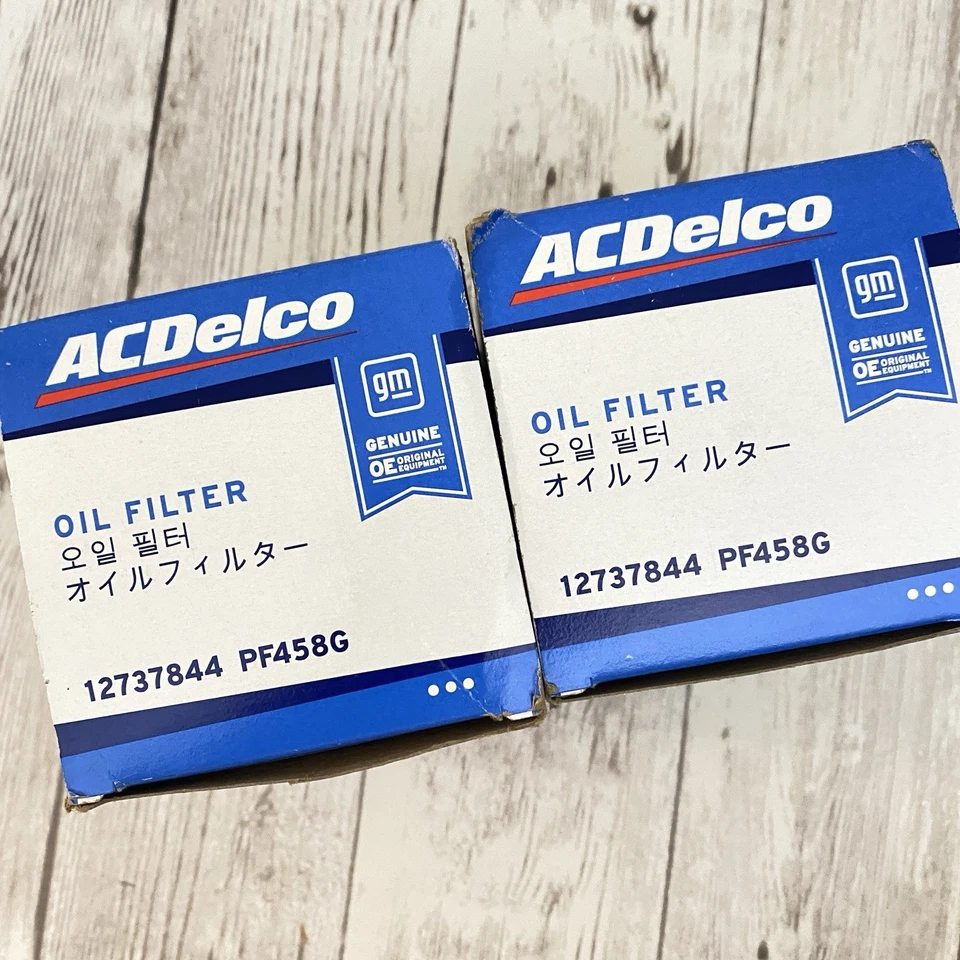 ACDelco
gm
GENUINE
OE ORIGINAL EQUIPMENT™
OIL FILTER
오일 필터
オイルフィルター
12737844 PF458G
ACDelco
gm
GENUINE
OE ORIGINAL EQUIPMENT™
OIL FILTER
오일 필터
オイルフィルター
12737844 PF458G